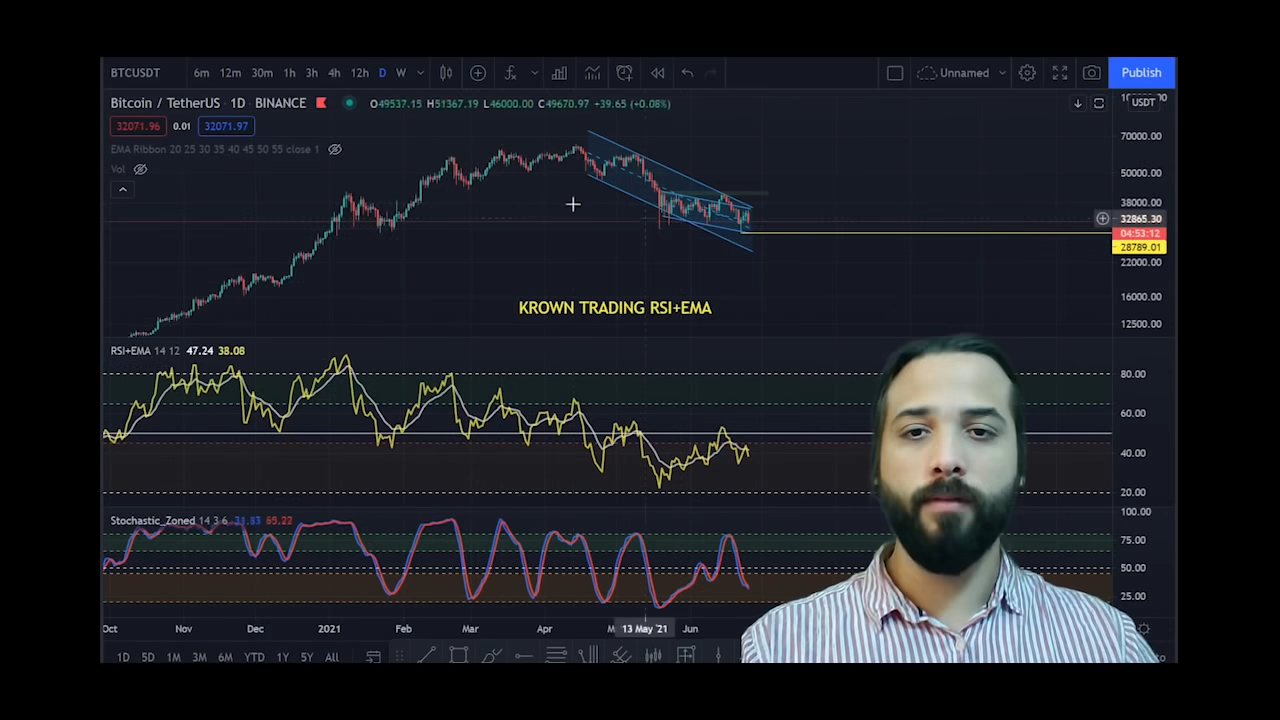 BTCUSDT 6m 12m 30m 1h 3h 4h 12h D W Unnamed Publish
Bitcoin / TetherUS · 1D · BINANCE O49537.15 H51367.19 L46000.00 C49670.97 +39.65 (+0.08%) USDT
32071.96 0.01 32071.97
EMA Ribbon 20 25 30 35 40 45 50 55 close 1
Vol
70000.00
50000.00
38000.00
32865.30
04:53:12
28789.01
22000.00
16000.00
12500.00
KROWN TRADING RSI+EMA
RSI+EMA 14 12 47.24 38.08
80.00
60.00
40.00
20.00
Stochastic_Zoned 14 3 6 31.83 65.22
100.00
75.00
50.00
25.00
Oct Nov Dec 2021 Feb Mar Apr 13 May '21 Jun
1D 5D 1M 3M 6M YTD 1Y 5Y All